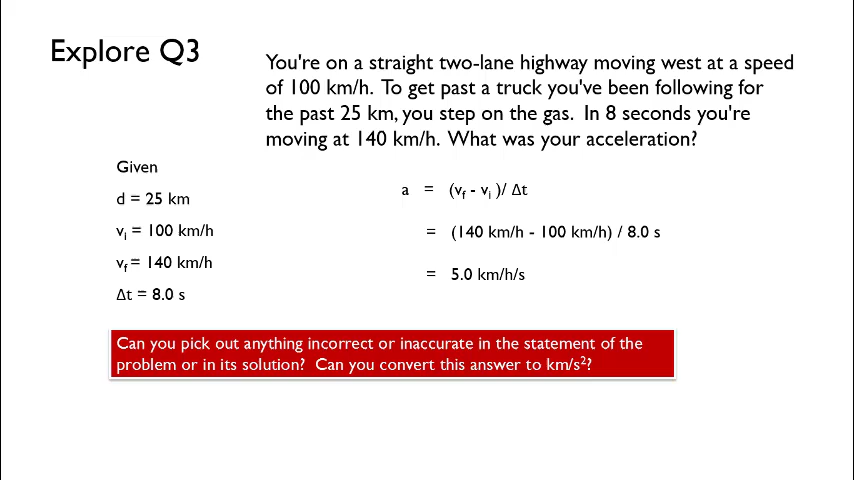 Explore Q3
You're on a straight two-lane highway moving west at a speed
of 100 km/h. To get past a truck you've been following for
the past 25 km, you step on the gas. In 8 seconds you're
moving at 140 km/h. What was your acceleration?
Given
d = 25 km
vᵢ = 100 km/h
v_f = 140 km/h
Δt = 8.0 s
a = (v_f - vᵢ )/ Δt
= (140 km/h - 100 km/h) / 8.0 s
= 5.0 km/h/s
Can you pick out anything incorrect or inaccurate in the statement of the
problem or in its solution? Can you convert this answer to km/s²?